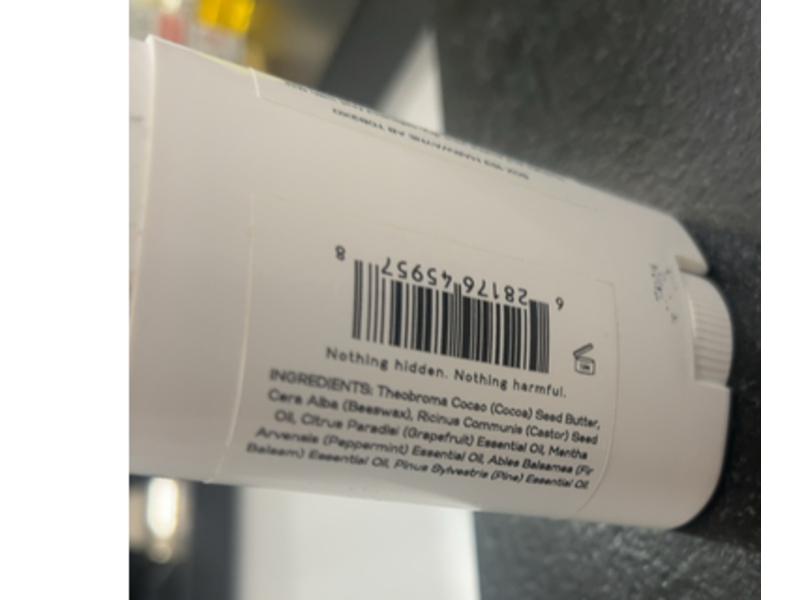 6 28176 45957 8
Nothing hidden. Nothing harmful.
INGREDIENTS: Theobroma Cacao (Cocoa) Seed Butter,
Cera Alba (Beeswax), Ricinus Communis (Castor) Seed
Oil, Citrus Paradisi (Grapefruit) Essential Oil, Mentha
Arvensis (Peppermint) Essential Oil, Abies Balsamea (Fir
Balsam) Essential Oil, Pinus Sylvestris (Pine) Essential Oil